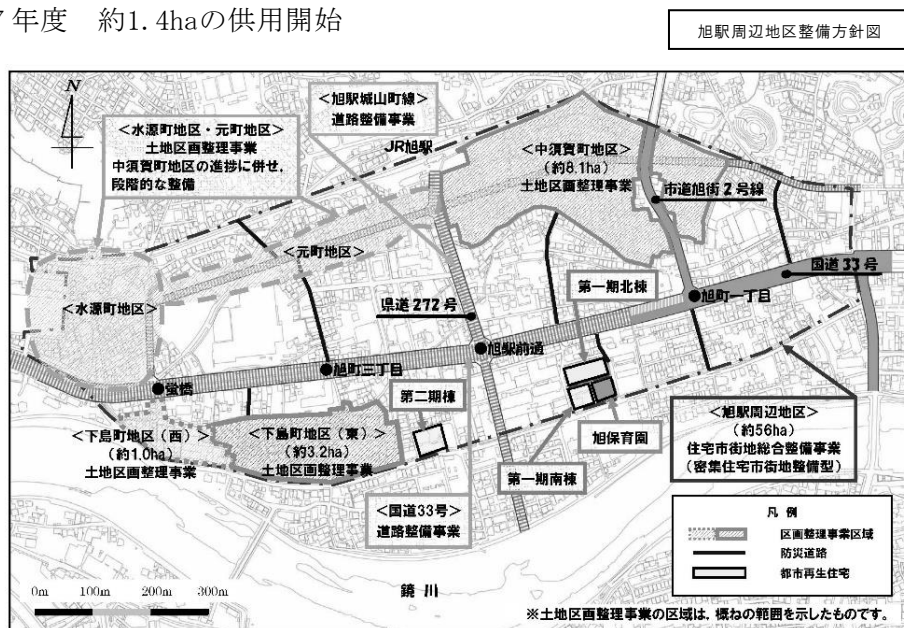 ７年度　約1.4haの供用開始
旭駅周辺地区整備方針図
N
＜旭駅城山町線＞
道路整備事業
＜水源町地区・元町地区＞
土地区画整理事業
中須賀町地区の進捗に併せ，
段階的な整備
JR旭駅
＜中須賀町地区＞
（約8.1ha）
土地区画整理事業
市道旭街２号線
＜元町地区＞
国道33号
第一期北棟
＜水源町地区＞
県道272号
旭町一丁目
旭駅前通
旭町三丁目
蛍橋
第二期棟
＜下島町地区（西）＞
（約1.0ha）
土地区画整理事業
＜下島町地区（東）＞
（約3.2ha）
土地区画整理事業
旭保育園
第一期南棟
＜旭駅周辺地区＞
（約56ha）
住宅市街地総合整備事業
（密集住宅市街地整備型）
＜国道33号＞
道路整備事業
凡例
区画整理事業区域
防災道路
都市再生住宅
0m 100m 200m 300m
鏡川
※土地区画整理事業の区域は，概ねの範囲を示したものです。